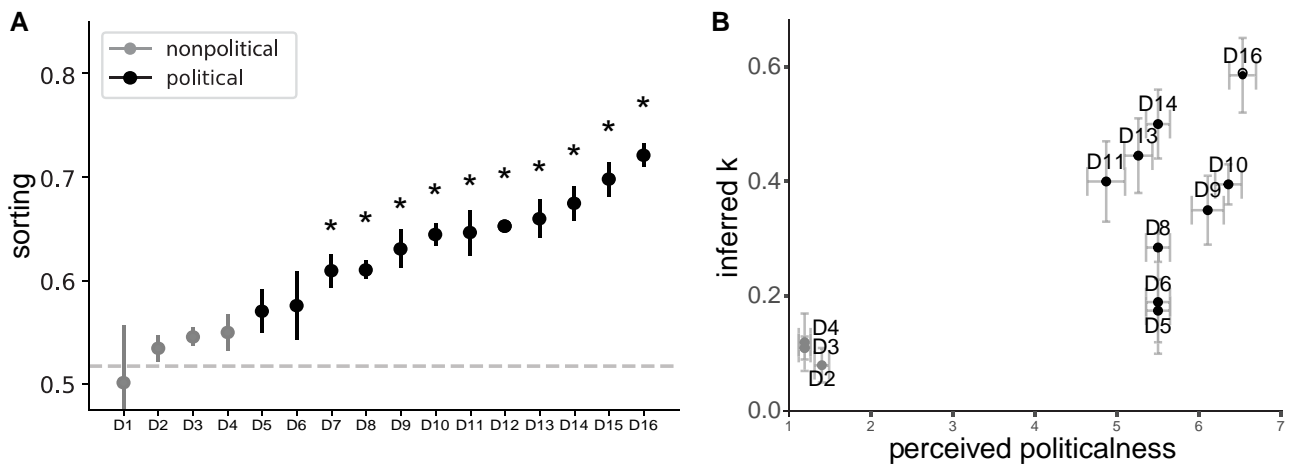 A
nonpolitical
political
* * * * * * * * * *
0.8
0.7
0.6
0.5
sorting
D1 D2 D3 D4 D5 D6 D7 D8 D9 D10 D11 D12 D13 D14 D15 D16
B
0.6
0.4
0.2
0.0
inferred k
D16
D14
D13
D11
D10
D9
D8
D6
D5
D4
D3
D2
1 2 3 4 5 6 7
perceived politicalness